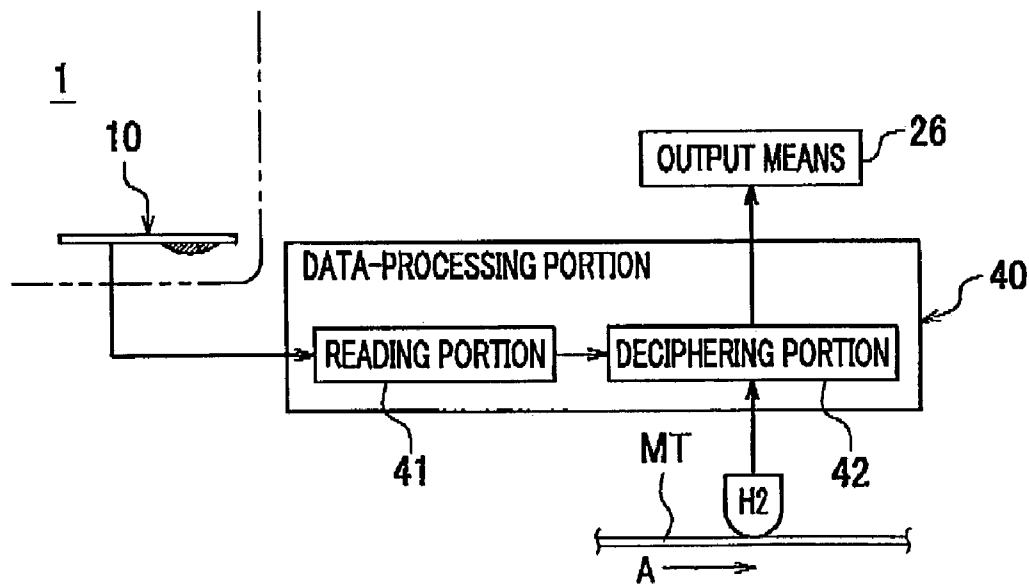 1
10
OUTPUT MEANS
26
DATA-PROCESSING PORTION
40
READING PORTION
DECIPHERING PORTION
41
MT
H2
42
A